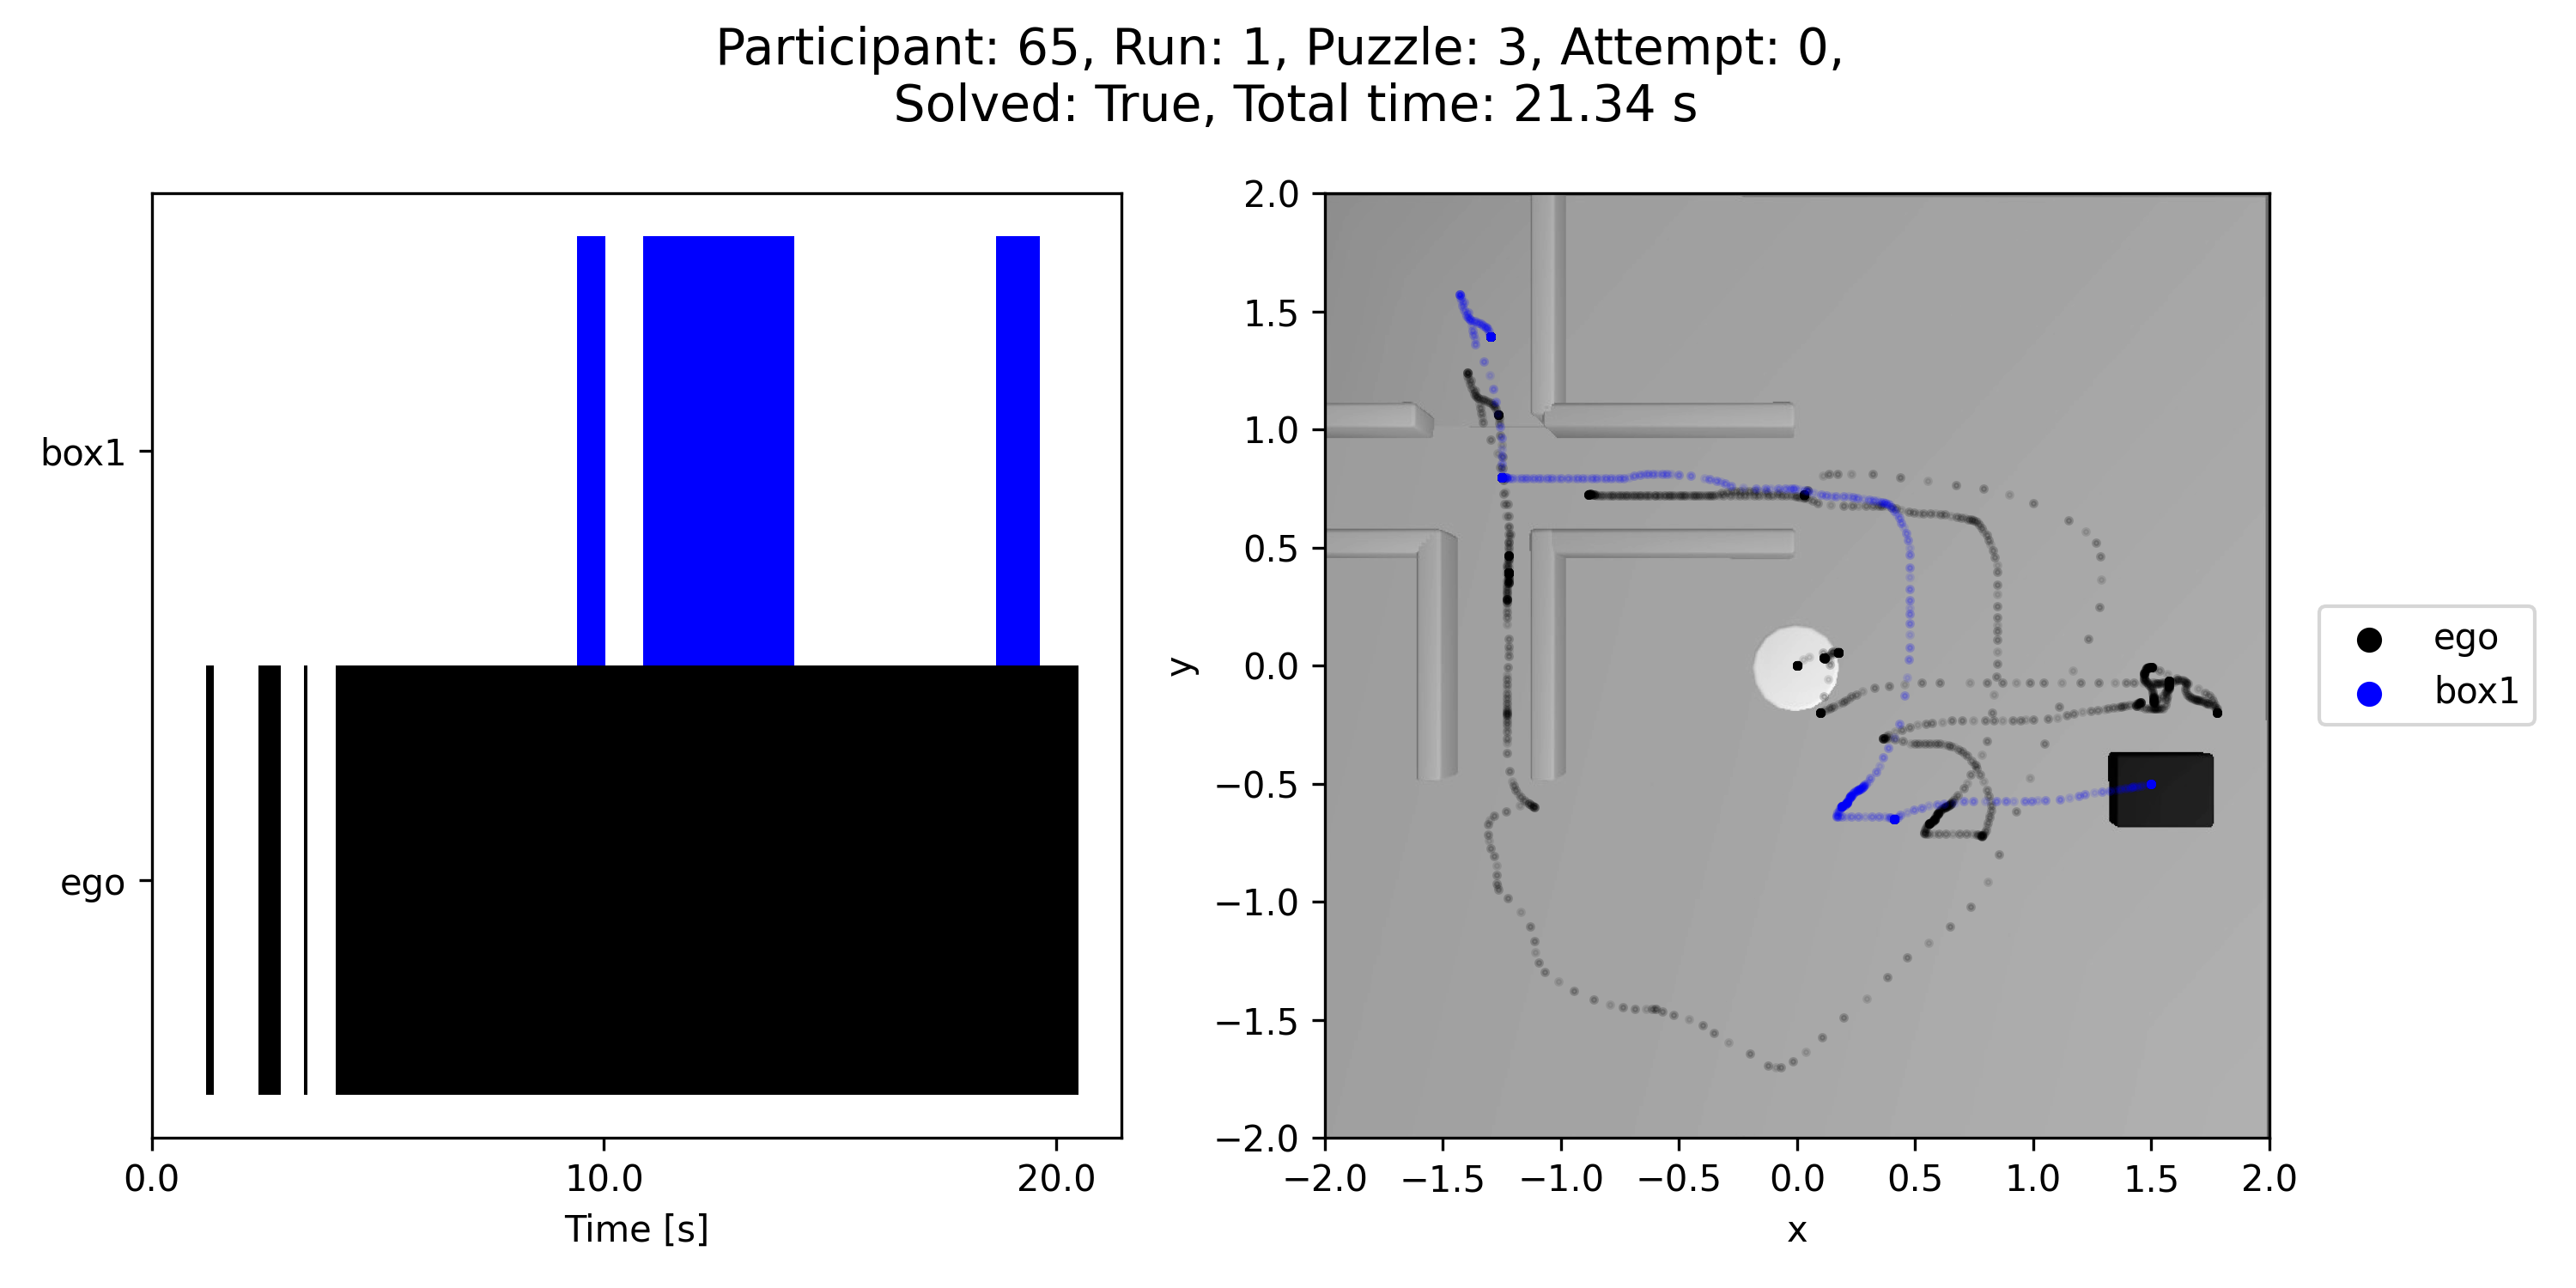 Participant: 65, Run: 1, Puzzle: 3, Attempt: 0,
Solved: True, Total time: 21.34 s
box1
ego
0.0
10.0
20.0
Time [s]
2.0
1.5
1.0
0.5
0.0
−0.5
−1.0
−1.5
−2.0
y
−2.0
−1.5
−1.0
−0.5
0.0
0.5
1.0
1.5
2.0
x
ego
box1